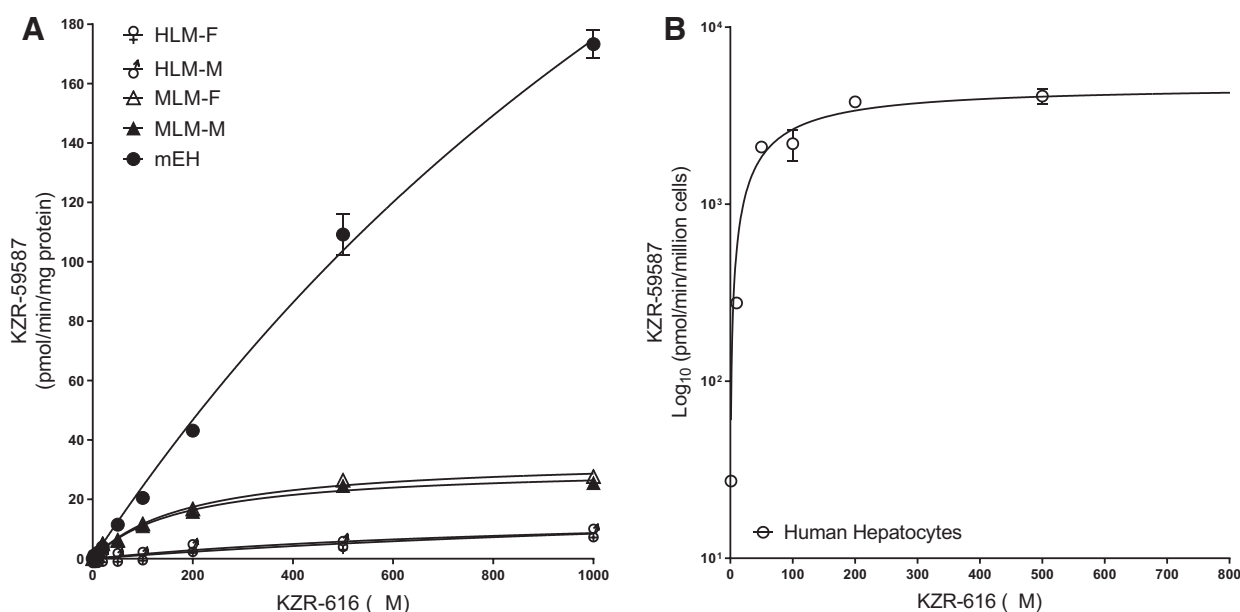 A
HLM-F
HLM-M
MLM-F
MLM-M
mEH
KZR-59587
(pmol/min/mg protein)
180
160
140
120
100
80
60
40
20
0
0
200
400
600
800
1000
KZR-616 ( M)
B
KZR-59587
Log10 (pmol/min/million cells)
10⁴
10³
10²
10¹
Human Hepatocytes
0
100
200
300
400
500
600
700
800
KZR-616 ( M)